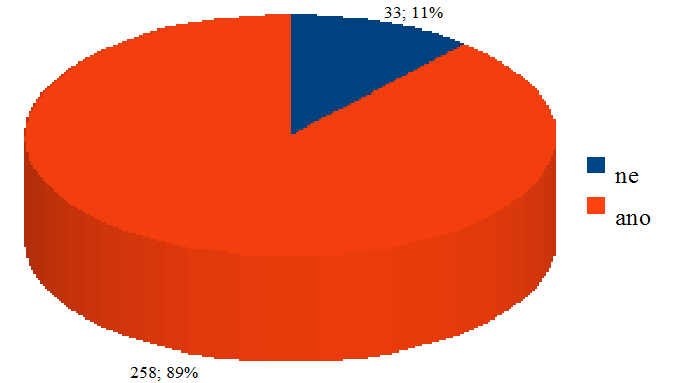 33; 11%
ne
ano
258; 89%